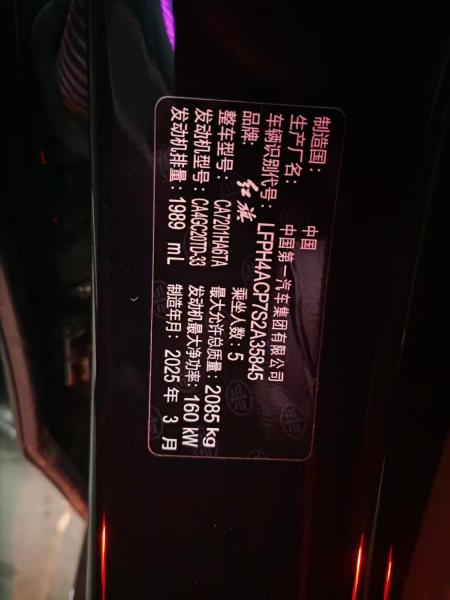 制造国： 中国
生产厂名： 中国第一汽车集团有限公司
车辆识别代号： LFPH4ACP7S2A35845
品牌： 红旗 乘坐人数：5
整车型号： CA7201HA6TA 最大允许总质量：2085 kg
发动机型号：CA4GC20TD-33 发动机最大净功率：160 kW
发动机排量：1989 mL 制造年月：2025 年 3 月